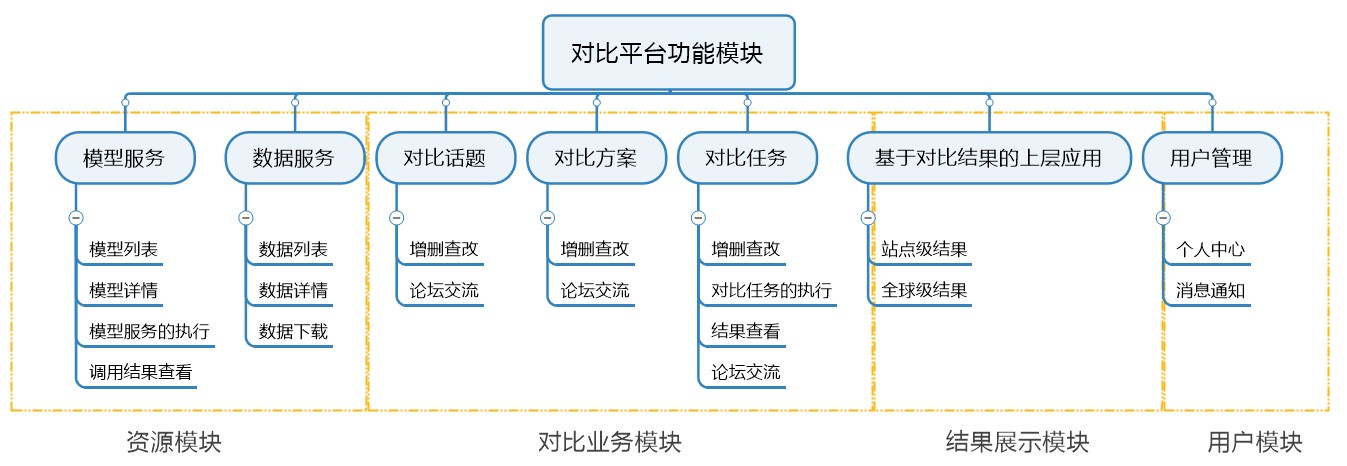 对比平台功能模块
模型服务
数据服务
对比话题
对比方案
对比任务
基于对比结果的上层应用
用户管理
模型列表
模型详情
模型服务的执行
调用结果查看
数据列表
数据详情
数据下载
增删查改
论坛交流
增删查改
论坛交流
增删查改
对比任务的执行
结果查看
论坛交流
站点级结果
全球级结果
个人中心
消息通知
资源模块
对比业务模块
结果展示模块
用户模块